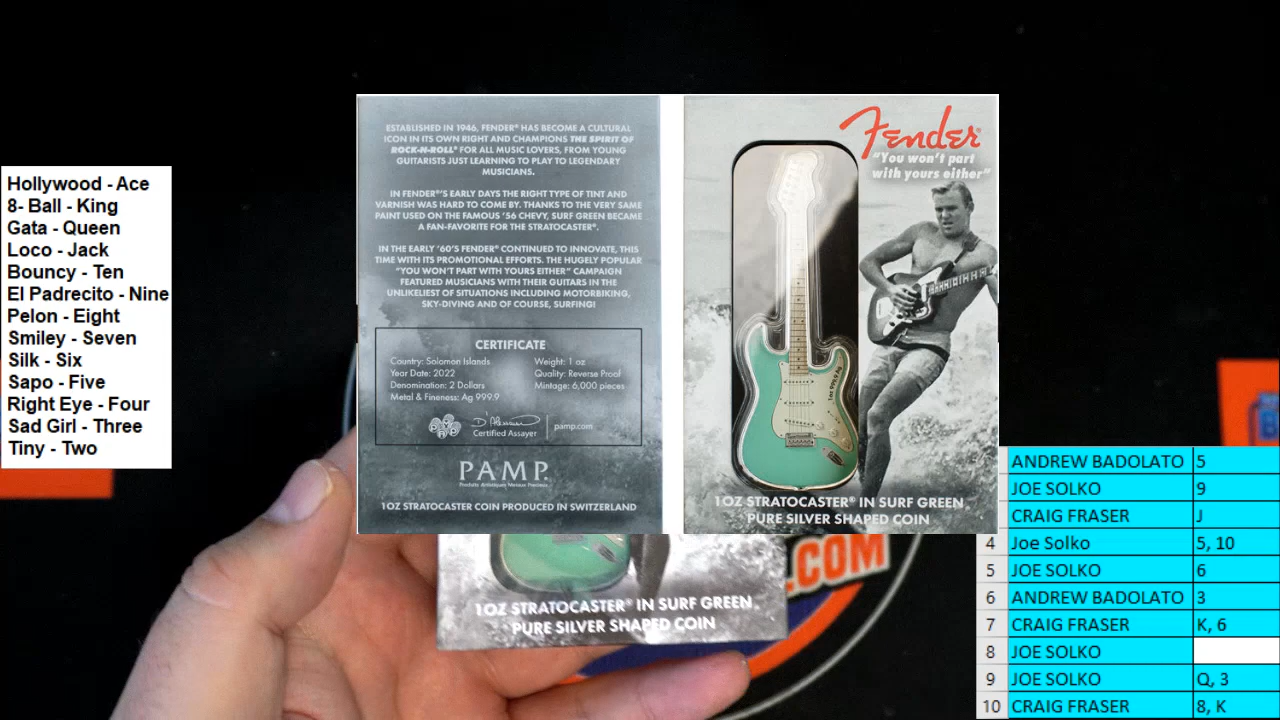 Hollywood - Ace
8- Ball - King
Gata - Queen
Loco - Jack
Bouncy - Ten
El Padrecito - Nine
Pelon - Eight
Smiley - Seven
Silk - Six
Sapo - Five
Right Eye - Four
Sad Girl - Three
Tiny - Two
ESTABLISHED IN 1946, FENDER® HAS BECOME A CULTURAL
ICON IN ITS OWN RIGHT AND CHAMPIONS THE SPIRIT OF
ROCK-N-ROLL® FOR ALL MUSIC LOVERS, FROM YOUNG
GUITARISTS JUST LEARNING TO PLAY TO LEGENDARY
MUSICIANS.
IN FENDER®'S EARLY DAYS THE RIGHT TYPE OF TINT AND
VARNISH WAS HARD TO COME BY. THANKS TO THE VERY SAME
PAINT USED ON THE FAMOUS '56 CHEVY, SURF GREEN BECAME
A FAN-FAVORITE FOR THE STRATOCASTER®.
IN THE EARLY '60'S FENDER® CONTINUED TO INNOVATE, THIS
TIME WITH ITS PROMOTIONAL EFFORTS. THE HUGELY POPULAR
"YOU WON'T PART WITH YOURS EITHER" CAMPAIGN
FEATURED MUSICIANS WITH THEIR GUITARS IN THE
UNLIKELIEST OF SITUATIONS INCLUDING MOTORBIKING,
SKY-DIVING AND OF COURSE, SURFING!
CERTIFICATE
Country: Solomon Islands
Year Date: 2022
Denomination: 2 Dollars
Metal & Fineness: Ag 999.9
Weight: 1 oz
Quality: Reverse Proof
Mintage: 6,000 pieces
Certified Assayer
pamp.com
PAMP.
Produits Artistiques Métaux Précieux
1OZ STRATOCASTER COIN PRODUCED IN SWITZERLAND
Fender®
"You won't part
with yours either"
1oz 999.9 Ag
1OZ STRATOCASTER® IN SURF GREEN
PURE SILVER SHAPED COIN
.COM
1OZ STRATOCASTER® IN SURF GREEN
PURE SILVER SHAPED COIN
ANDREW BADOLATO 5
JOE SOLKO 9
CRAIG FRASER J
4 Joe Solko 5, 10
5 JOE SOLKO 6
6 ANDREW BADOLATO 3
7 CRAIG FRASER K, 6
8 JOE SOLKO
9 JOE SOLKO Q, 3
10 CRAIG FRASER 8, K